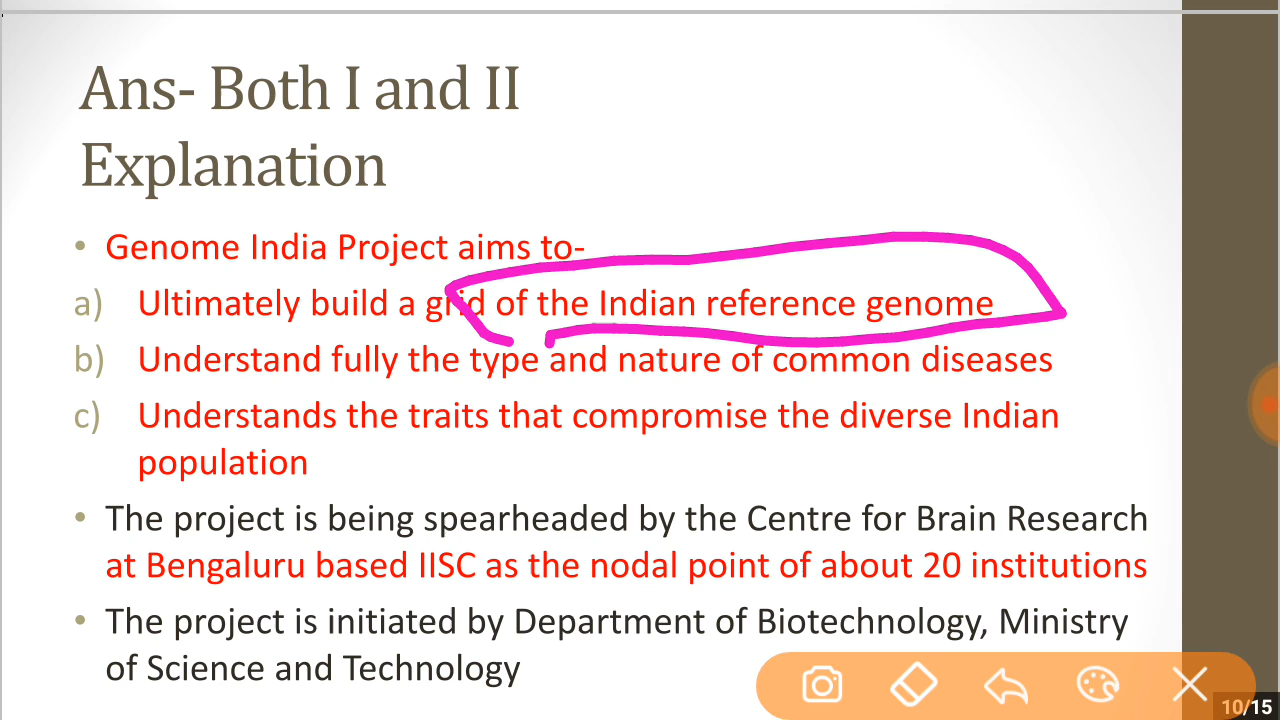 Ans- Both I and II
Explanation
• Genome India Project aims to-
a) Ultimately build a grid of the Indian reference genome
b) Understand fully the type and nature of common diseases
c) Understands the traits that compromise the diverse Indian
population
• The project is being spearheaded by the Centre for Brain Research
at Bengaluru based IISC as the nodal point of about 20 institutions
• The project is initiated by Department of Biotechnology, Ministry
of Science and Technology
10/15